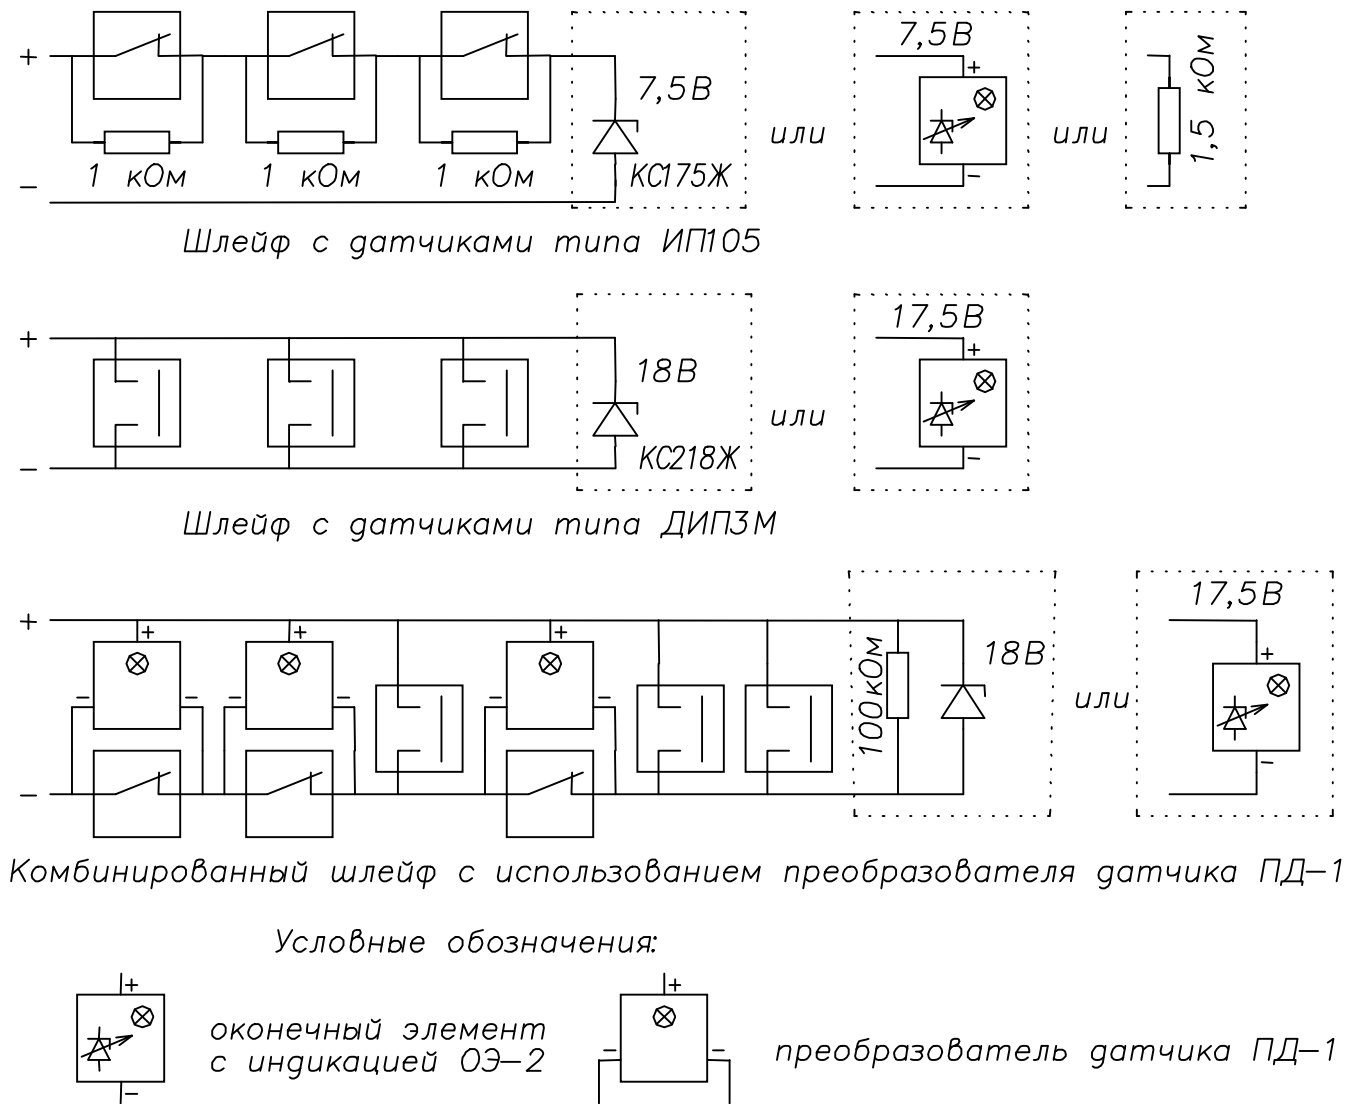 7,5В
+ 7,5В + 1,5 кОм
или или
1 кОм 1 кОм 1 кОм КС175Ж
– –
Шлейф с датчиками типа ИП105
17,5В
+ 18В +
или
– КС218Ж –
Шлейф с датчиками типа ДИП3М
17,5В
+ + + + 100кОм 18В +
– – – – – – или
– –
Комбинированный шлейф с использованием преобразователя датчика ПД–1
Условные обозначения:
+ +
оконечный элемент
с индикацией ОЭ–2
–
– – преобразователь датчика ПД–1